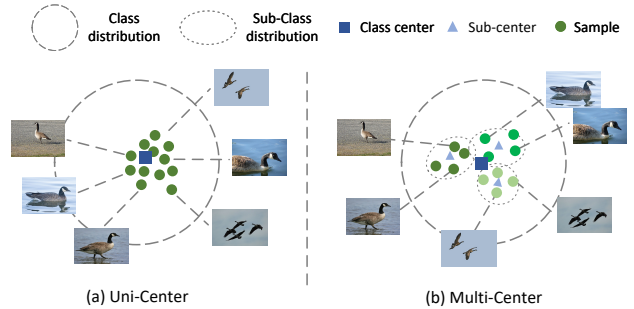 Class
distribution
Sub-Class
distribution
Class center
Sub-center
Sample
(a) Uni-Center
(b) Multi-Center